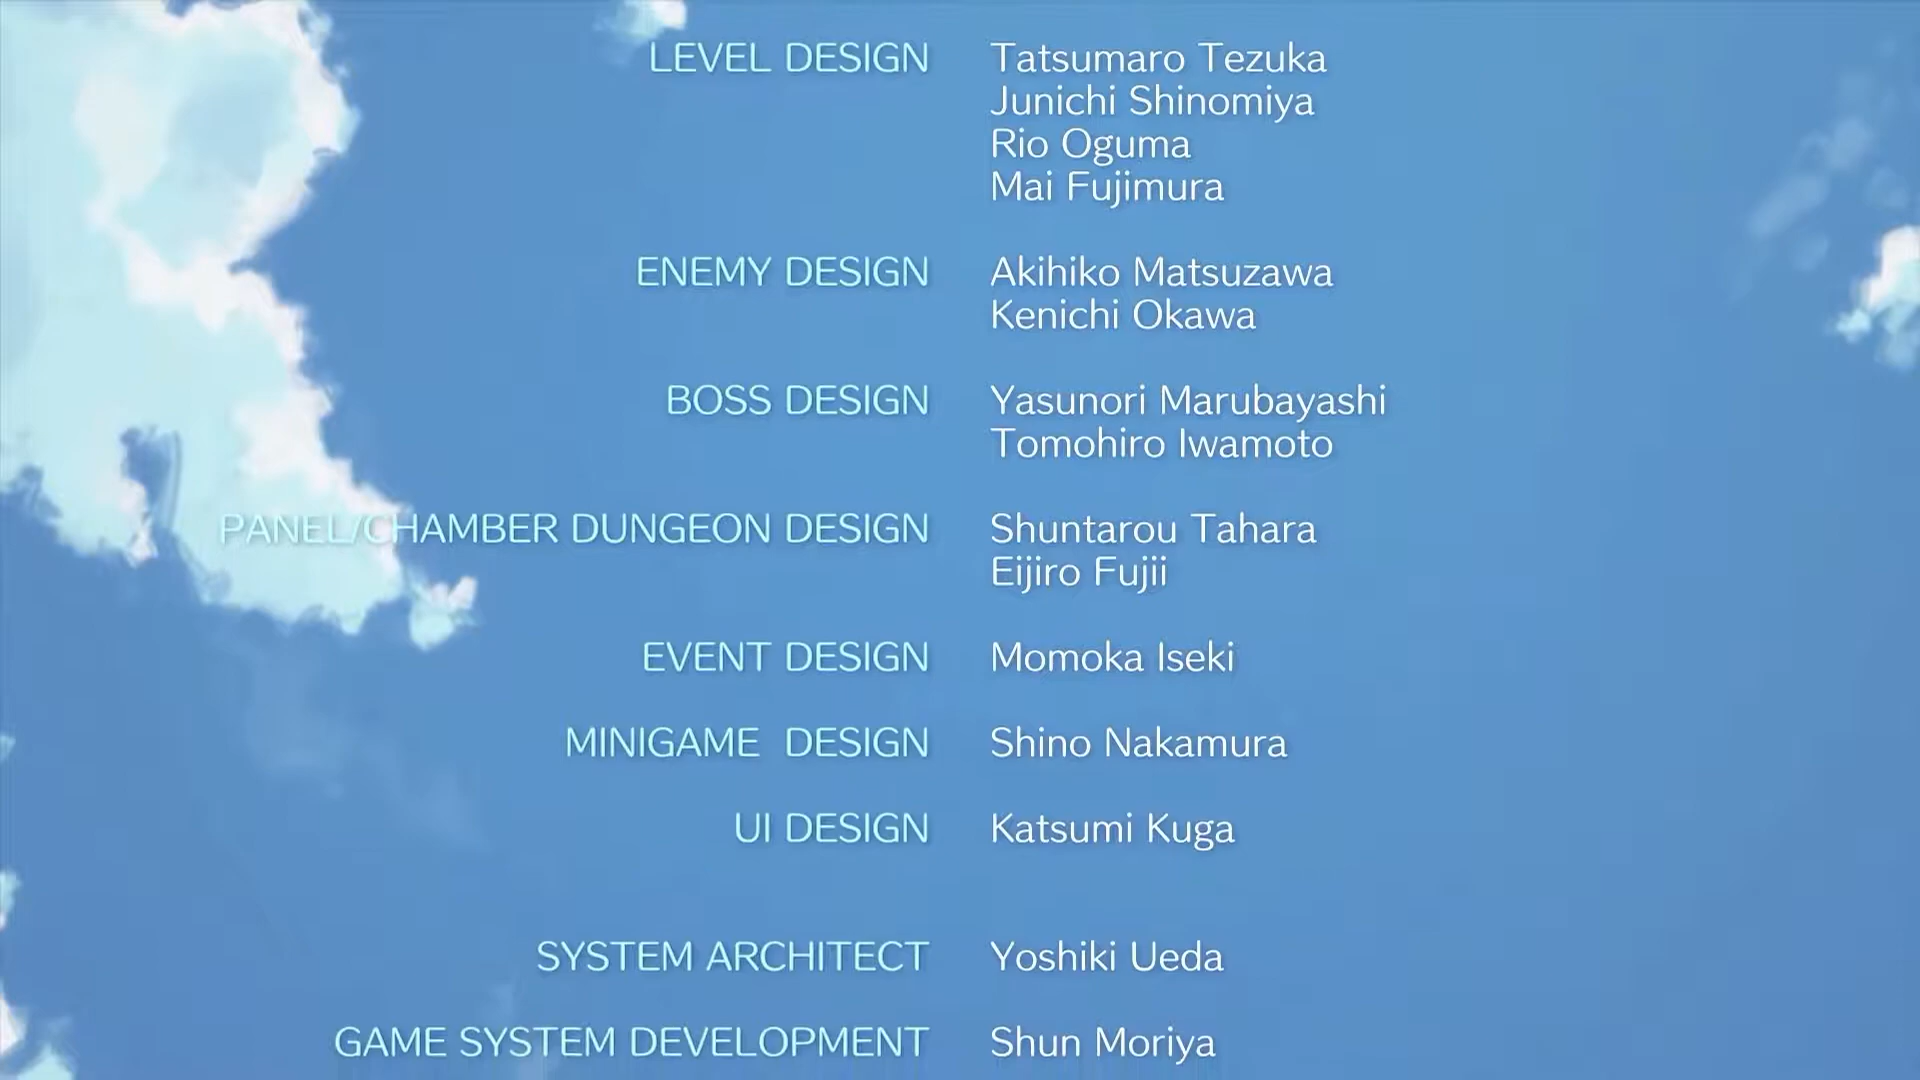 LEVEL DESIGN Tatsumaro Tezuka
Junichi Shinomiya
Rio Oguma
Mai Fujimura
ENEMY DESIGN Akihiko Matsuzawa
Kenichi Okawa
BOSS DESIGN Yasunori Marubayashi
Tomohiro Iwamoto
PANEL/CHAMBER DUNGEON DESIGN Shuntarou Tahara
Eijiro Fujii
EVENT DESIGN Momoka Iseki
MINIGAME  DESIGN Shino Nakamura
UI DESIGN Katsumi Kuga
SYSTEM ARCHITECT Yoshiki Ueda
GAME SYSTEM DEVELOPMENT Shun Moriya